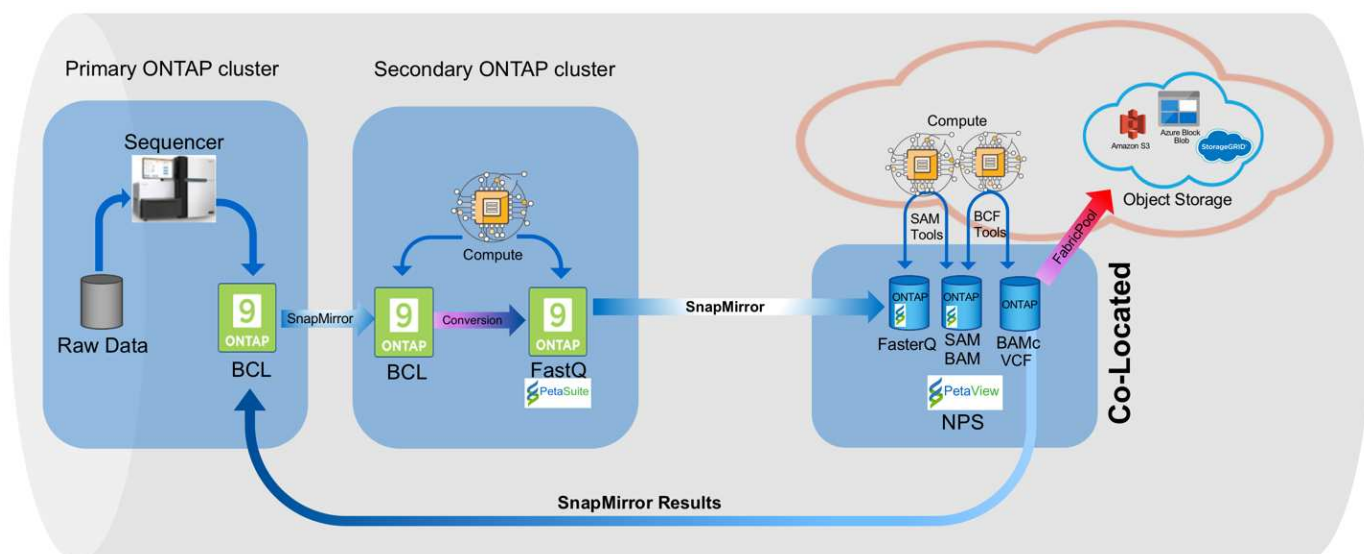 Primary ONTAP cluster
Sequencer
Raw Data
9
ONTAP
BCL
SnapMirror
Secondary ONTAP cluster
Compute
9
ONTAP
BCL
Conversion
9
ONTAP
FastQ
PetaSuite
SnapMirror
Compute
SAM
Tools
BCF
Tools
Amazon S3
Azure Block
Blob
StorageGRID
Object Storage
FabricPool
ONTAP
FasterQ
ONTAP
SAM
BAM
ONTAP
BAMc
VCF
PetaView
NPS
Co-Located
SnapMirror Results